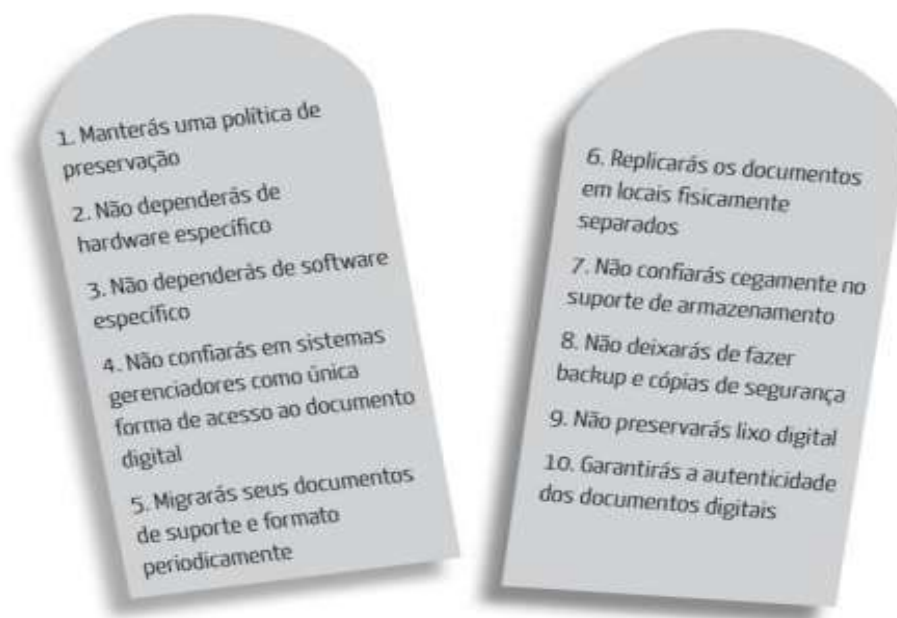 1. Manterás uma política de
preservação
2. Não dependerás de
hardware específico
3. Não dependerás de software
específico
4. Não confiarás em sistemas
gerenciadores como única
forma de acesso ao documento
digital
5. Migrarás seus documentos
de suporte e formato
periodicamente
6. Replicarás os documentos
em locais fisicamente
separados
7. Não confiarás cegamente no
suporte de armazenamento
8. Não deixarás de fazer
backup e cópias de segurança
9. Não preservarás lixo digital
10. Garantirás a autenticidade
dos documentos digitais